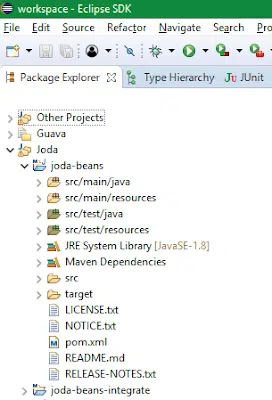 workspace - Eclipse SDK
File Edit Source Refactor Navigate Search Pro
Package Explorer Type Hierarchy JUnit
Other Projects
Guava
Joda
joda-beans
src/main/java
src/main/resources
src/test/java
src/test/resources
JRE System Library [JavaSE-1.8]
Maven Dependencies
src
target
LICENSE.txt
NOTICE.txt
pom.xml
README.md
RELEASE-NOTES.txt
joda-beans-integrate